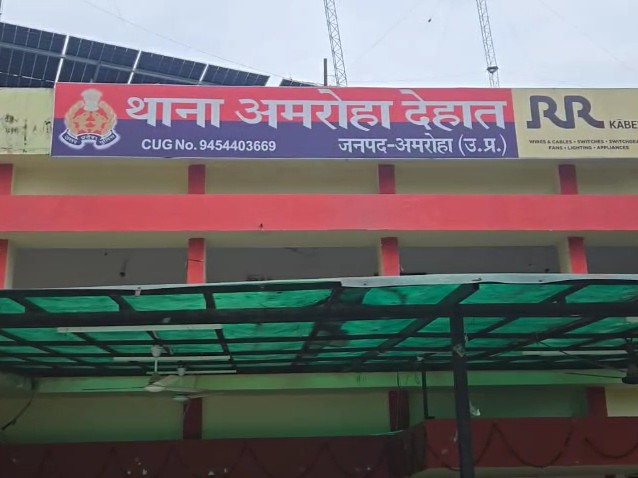 थाना अमरोहा देहात
CUG No. 9454403669
जनपद-अमरोहा (उ.प्र.)
RR
KABEL
WIRES & CABLES • SWITCHES • SWITCHGEAR
FANS • LIGHTING • APPLIANCES